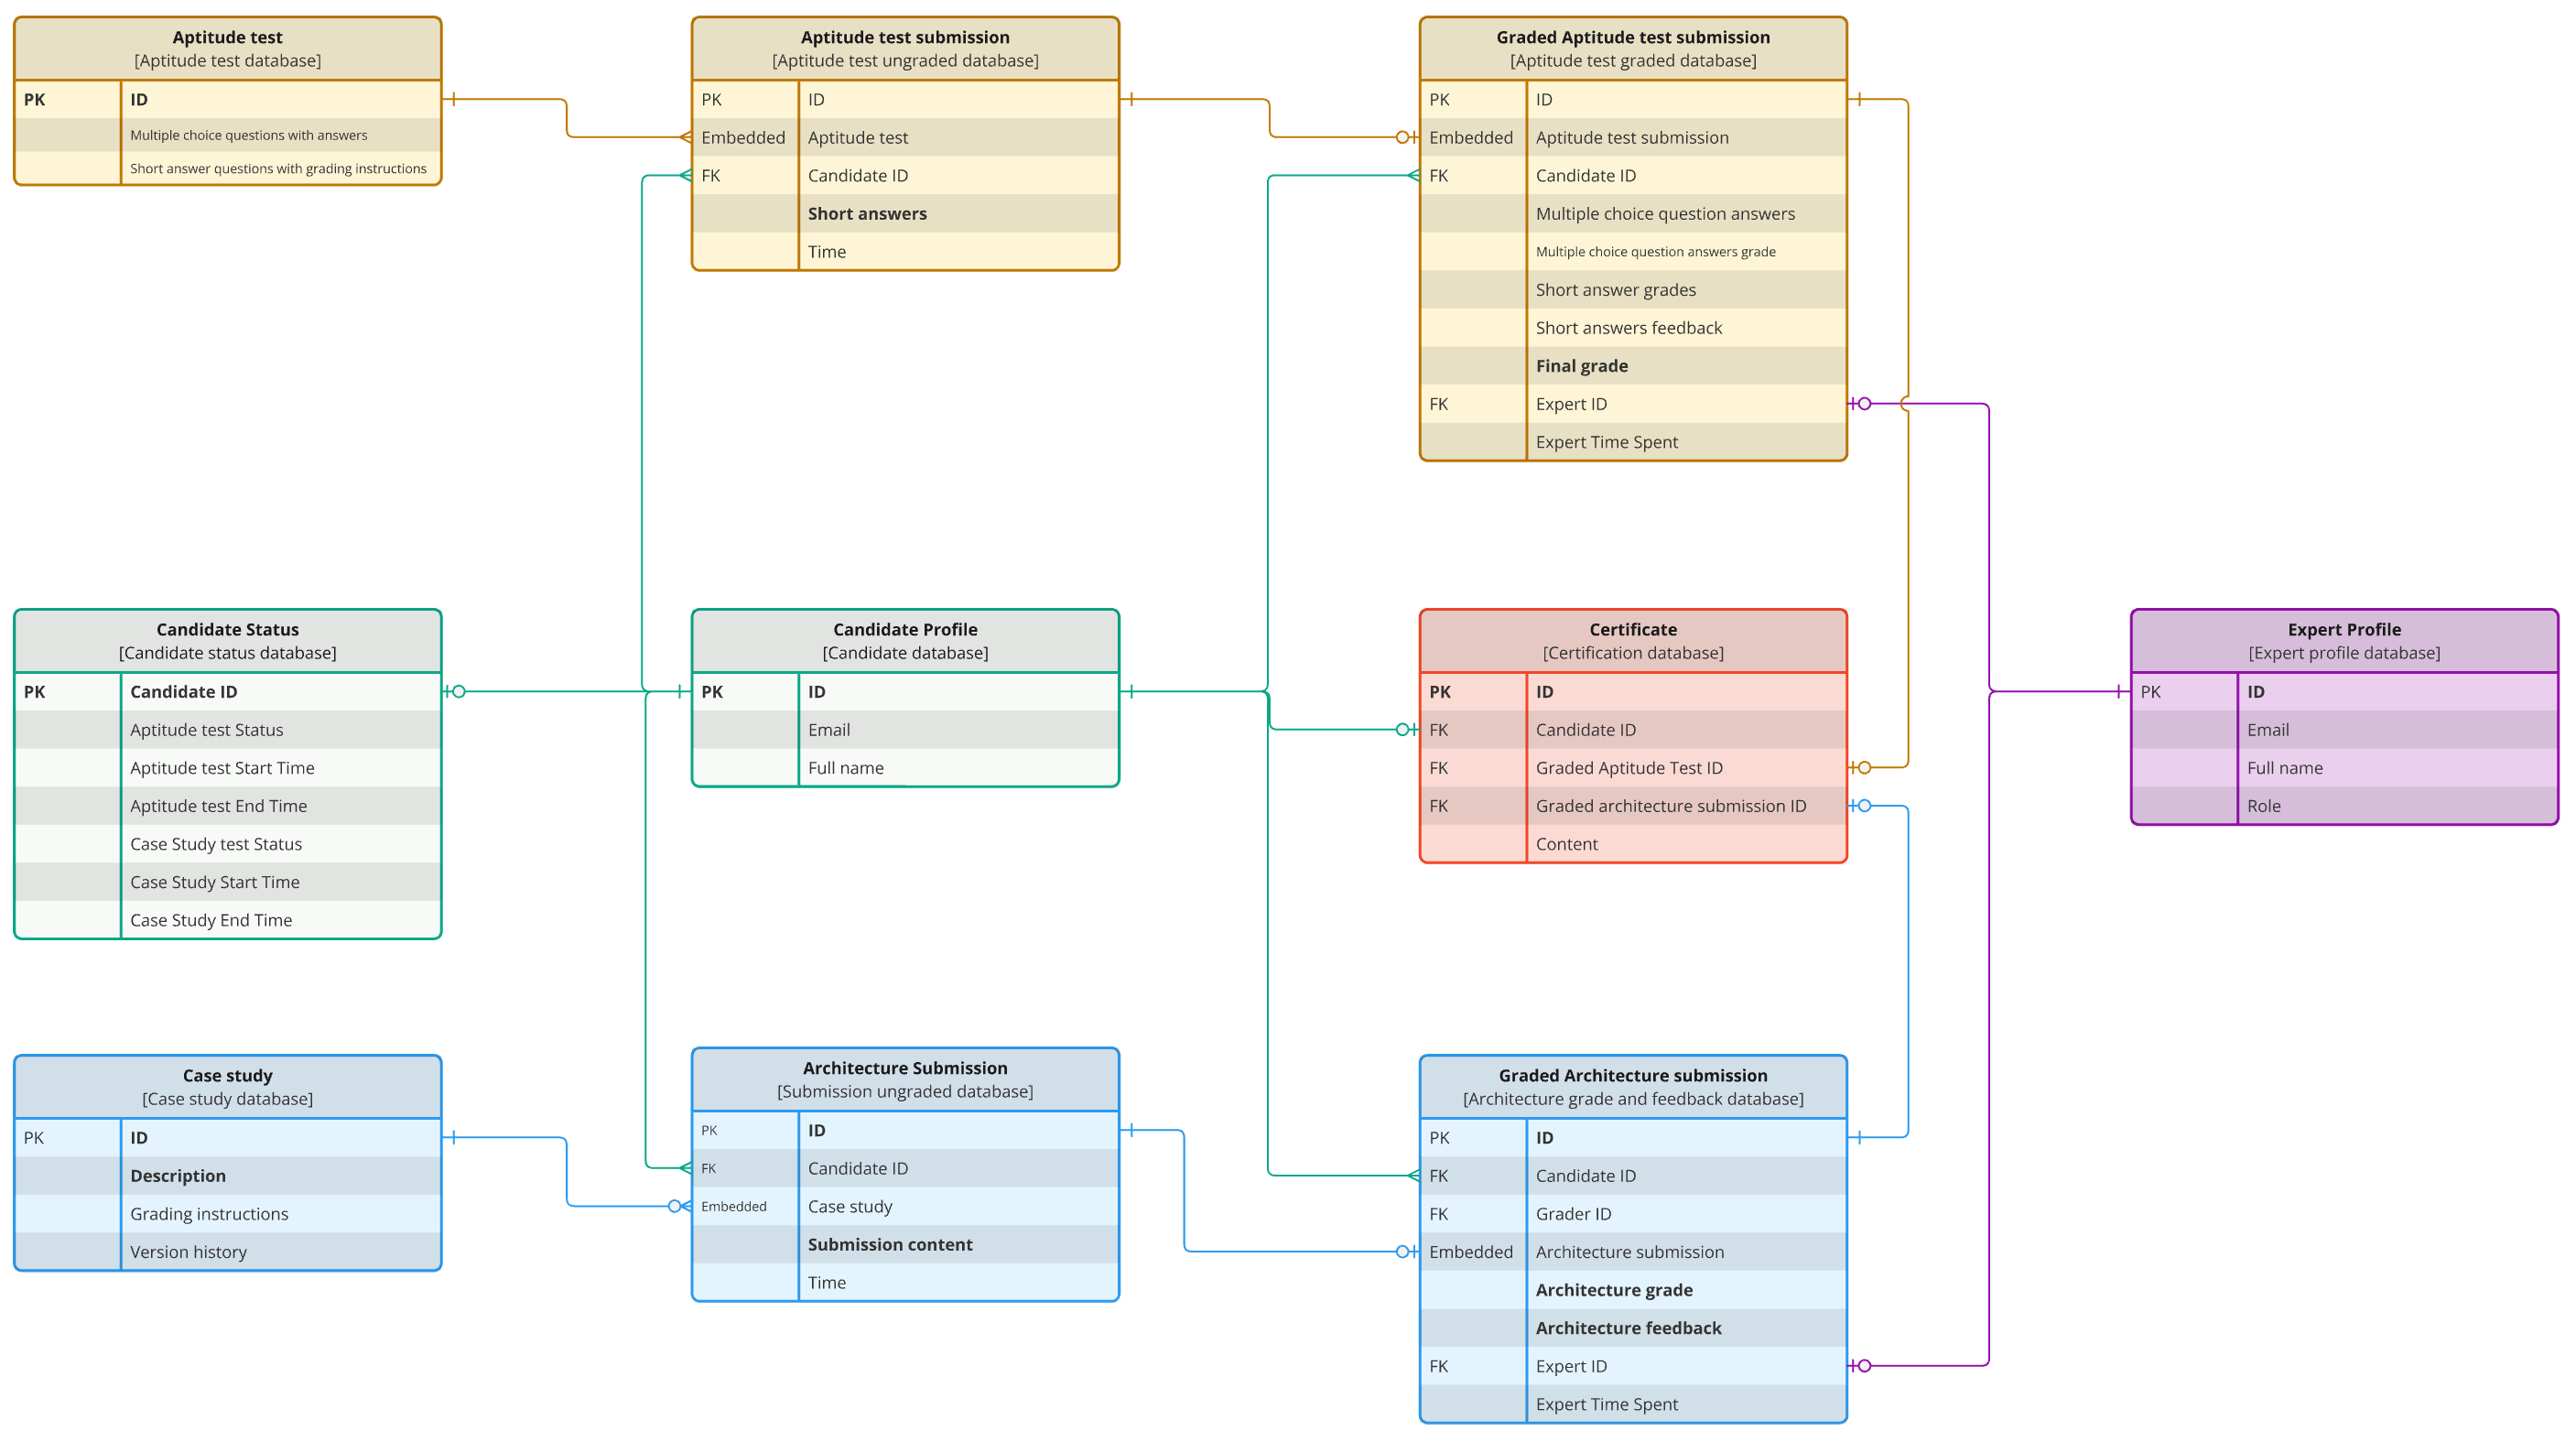 Aptitude test
[Aptitude test database]
PK ID
Multiple choice questions with answers
Short answer questions with grading instructions
Aptitude test submission
[Aptitude test ungraded database]
PK ID
Embedded Aptitude test
FK Candidate ID
Short answers
Time
Graded Aptitude test submission
[Aptitude test graded database]
PK ID
Embedded Aptitude test submission
FK Candidate ID
Multiple choice question answers
Multiple choice question answers grade
Short answer grades
Short answers feedback
Final grade
FK Expert ID
Expert Time Spent
Candidate Status
[Candidate status database]
PK Candidate ID
Aptitude test Status
Aptitude test Start Time
Aptitude test End Time
Case Study test Status
Case Study Start Time
Case Study End Time
Candidate Profile
[Candidate database]
PK ID
Email
Full name
Certificate
[Certification database]
PK ID
FK Candidate ID
FK Graded Aptitude Test ID
FK Graded architecture submission ID
Content
Expert Profile
[Expert profile database]
PK ID
Email
Full name
Role
Case study
[Case study database]
PK ID
Description
Grading instructions
Version history
Architecture Submission
[Submission ungraded database]
PK ID
FK Candidate ID
Embedded Case study
Submission content
Time
Graded Architecture submission
[Architecture grade and feedback database]
PK ID
FK Candidate ID
FK Grader ID
Embedded Architecture submission
Architecture grade
Architecture feedback
FK Expert ID
Expert Time Spent